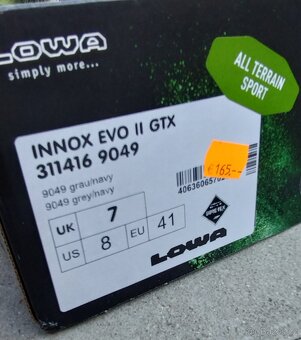 LOWA
simply more...
ALL TERRAIN
SPORT
INNOX EVO II GTX
311416 9049
€ 165,--
9049 grau/navy
9049 grey/navy
UK 7
US 8 EU 41
LOWA